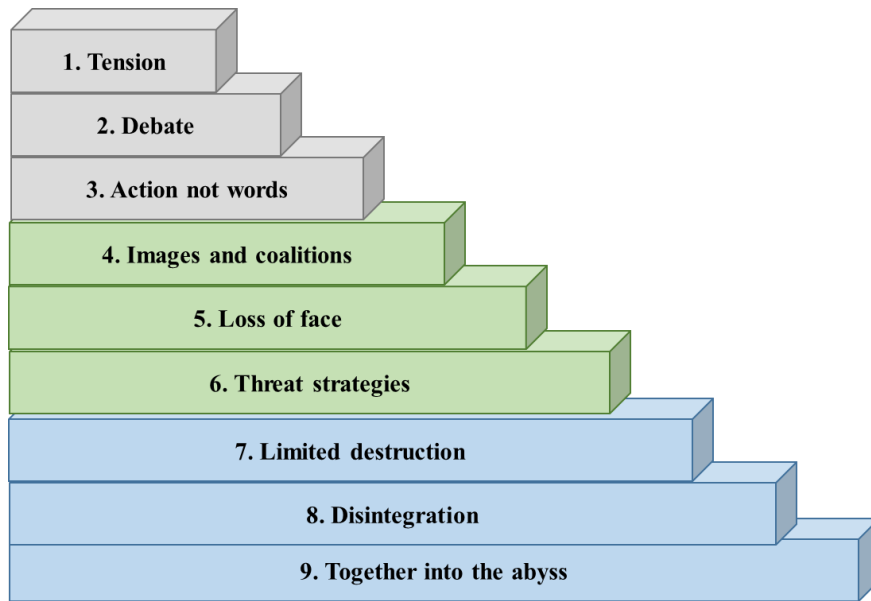 1. Tension
2. Debate
3. Action not words
4. Images and coalitions
5. Loss of face
6. Threat strategies
7. Limited destruction
8. Disintegration
9. Together into the abyss